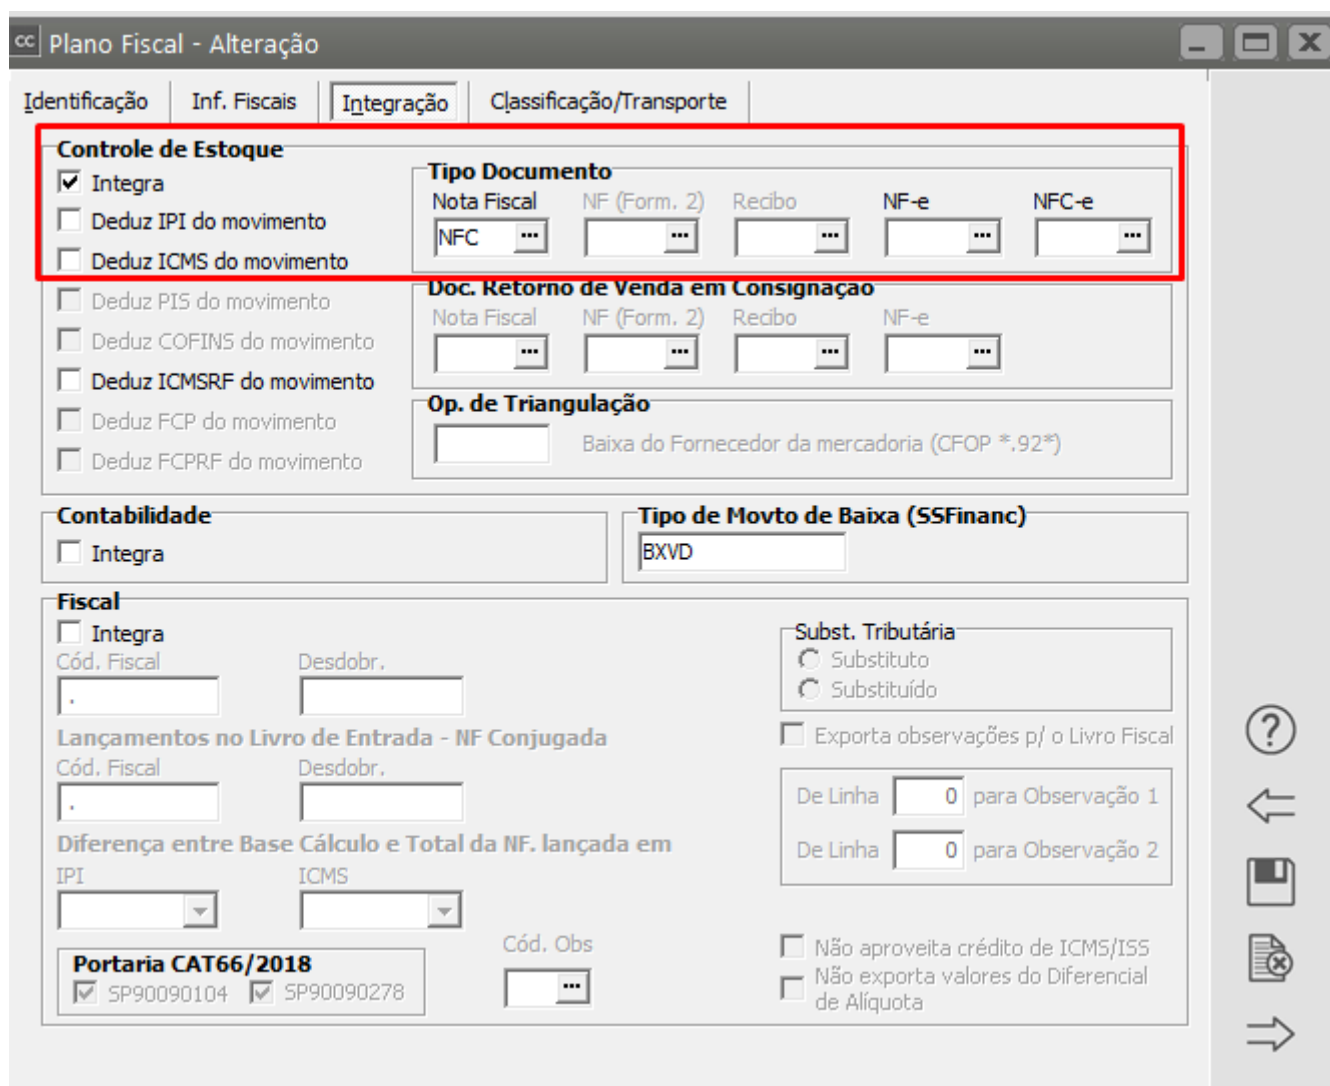 cc Plano Fiscal - Alteração
Identificação Inf. Fiscais Integração Classificação/Transporte
Controle de Estoque
Integra
Deduz IPI do movimento
Deduz ICMS do movimento
Deduz PIS do movimento
Deduz COFINS do movimento
Deduz ICMSRF do movimento
Deduz FCP do movimento
Deduz FCPRF do movimento
Tipo Documento
Nota Fiscal NF (Form. 2) Recibo NF-e NFC-e
NFC ... ... ... ... ...
Doc. Retorno de Venda em Consignação
Nota Fiscal NF (Form. 2) Recibo NF-e
... ... ... ...
Op. de Triangulação
Baixa do Fornecedor da mercadoria (CFOP *.92*)
Contabilidade
Integra
Tipo de Movto de Baixa (SSFinanc)
BXVD
Fiscal
Integra
Cód. Fiscal Desdobr.
.
Lançamentos no Livro de Entrada - NF Conjugada
Cód. Fiscal Desdobr.
.
Diferença entre Base Cálculo e Total da NF. lançada em
IPI ICMS
Portaria CAT66/2018
SP90090104 SP90090278
Cód. Obs
...
Subst. Tributária
Substituto
Substituído
Exporta observações p/ o Livro Fiscal
De Linha 0 para Observação 1
De Linha 0 para Observação 2
Não aproveita crédito de ICMS/ISS
Não exporta valores do Diferencial
de Alíquota